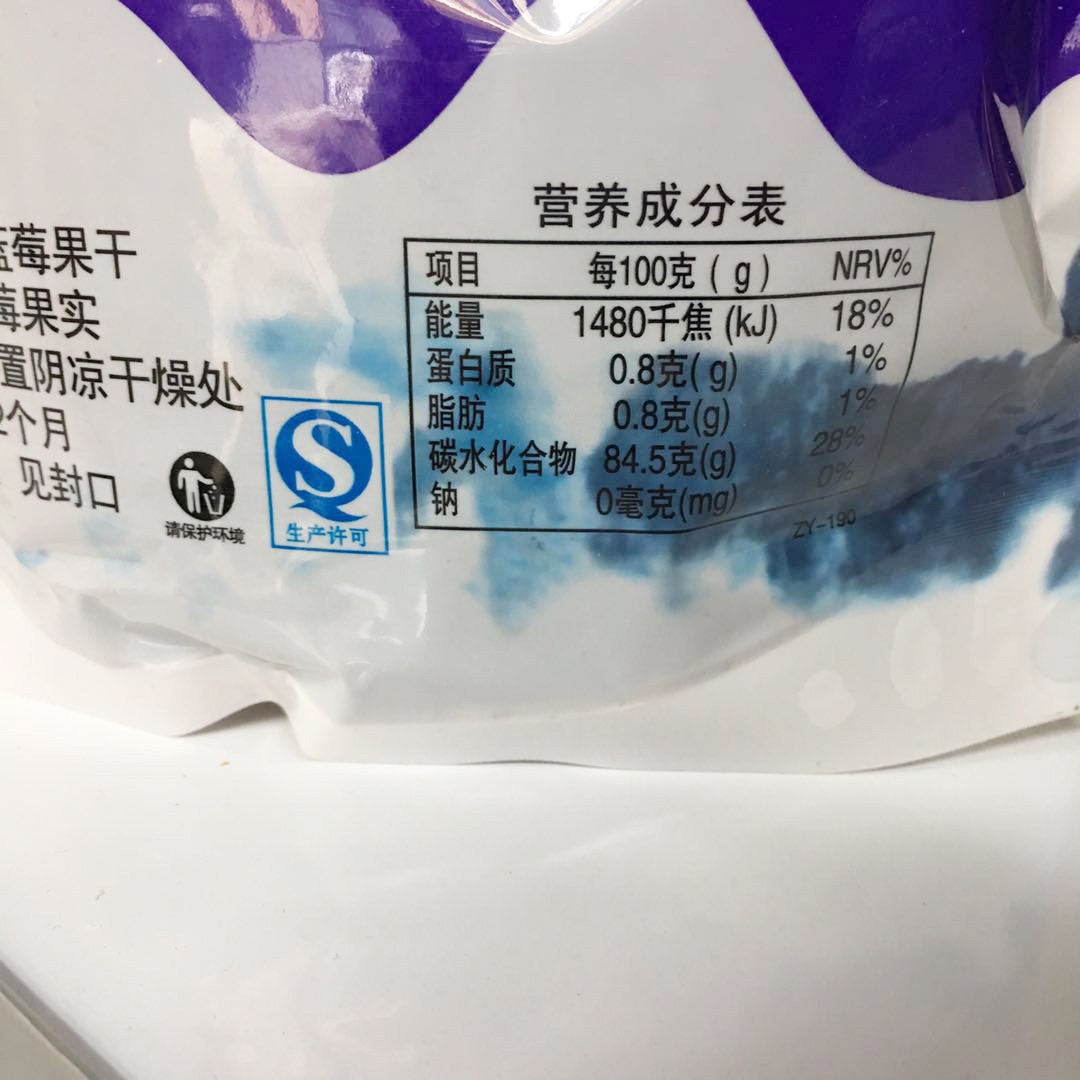 蓝莓果干
莓果实
置阴凉干燥处
2个月
见封口
请保护环境
S
生产许可
营养成分表
项目 每100克 ( g ) NRV%
能量 1480千焦 (kJ) 18%
蛋白质 0.8克( g) 1%
脂肪 0.8克(g) 1%
碳水化合物 84.5克(g) 28%
钠 0毫克(mg) 0%
ZY-190